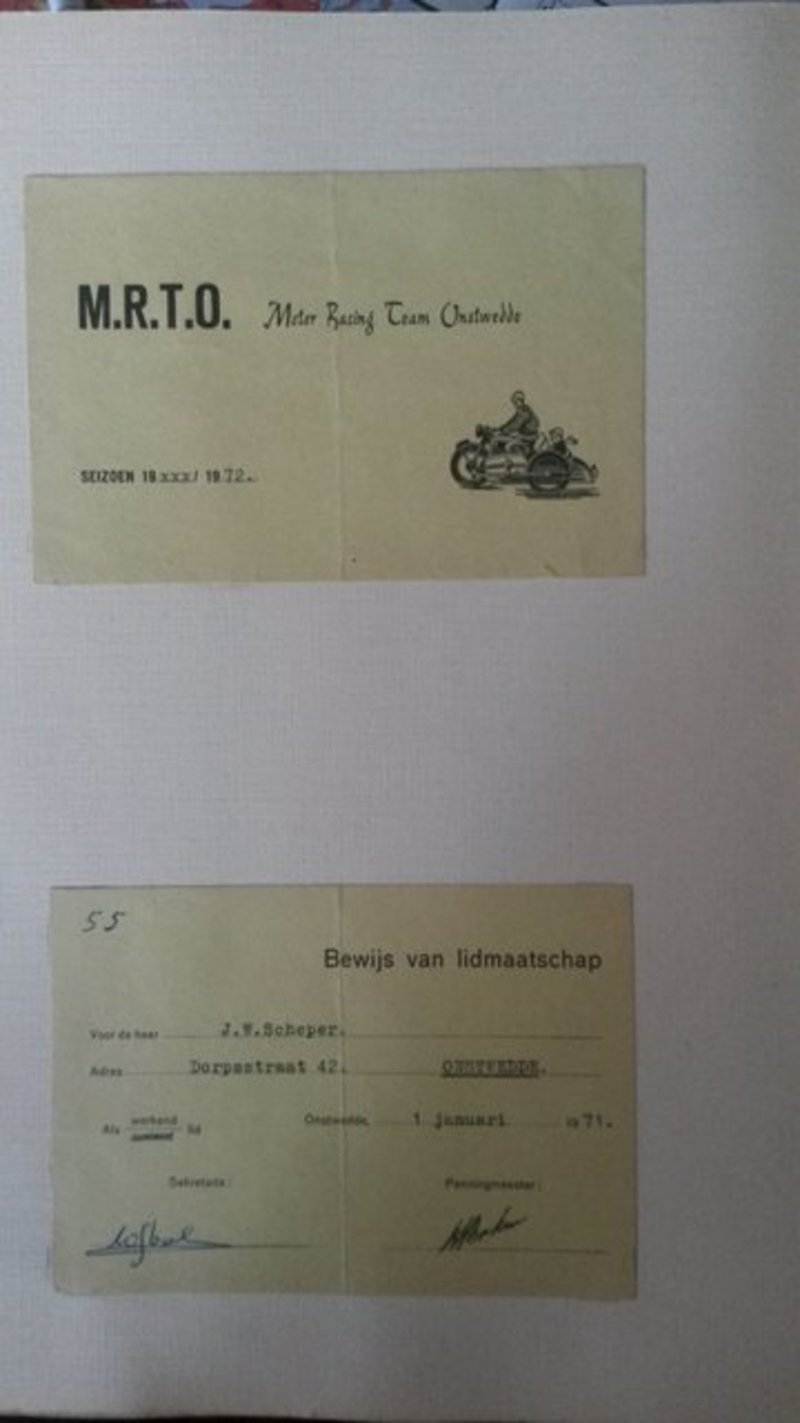 M.R.T.O. Motor Racing Team Onstwedde
SEIZOEN 19xxx/ 1972.
55
Bewijs van lidmaatschap
Voor de heer J.W.Scheper.
Adres Dorpsstraat 42. ONSTWEDDE.
Als werkend lid Onstwedde, 1 januari 1971.
Sekretaris: Penningmeester: